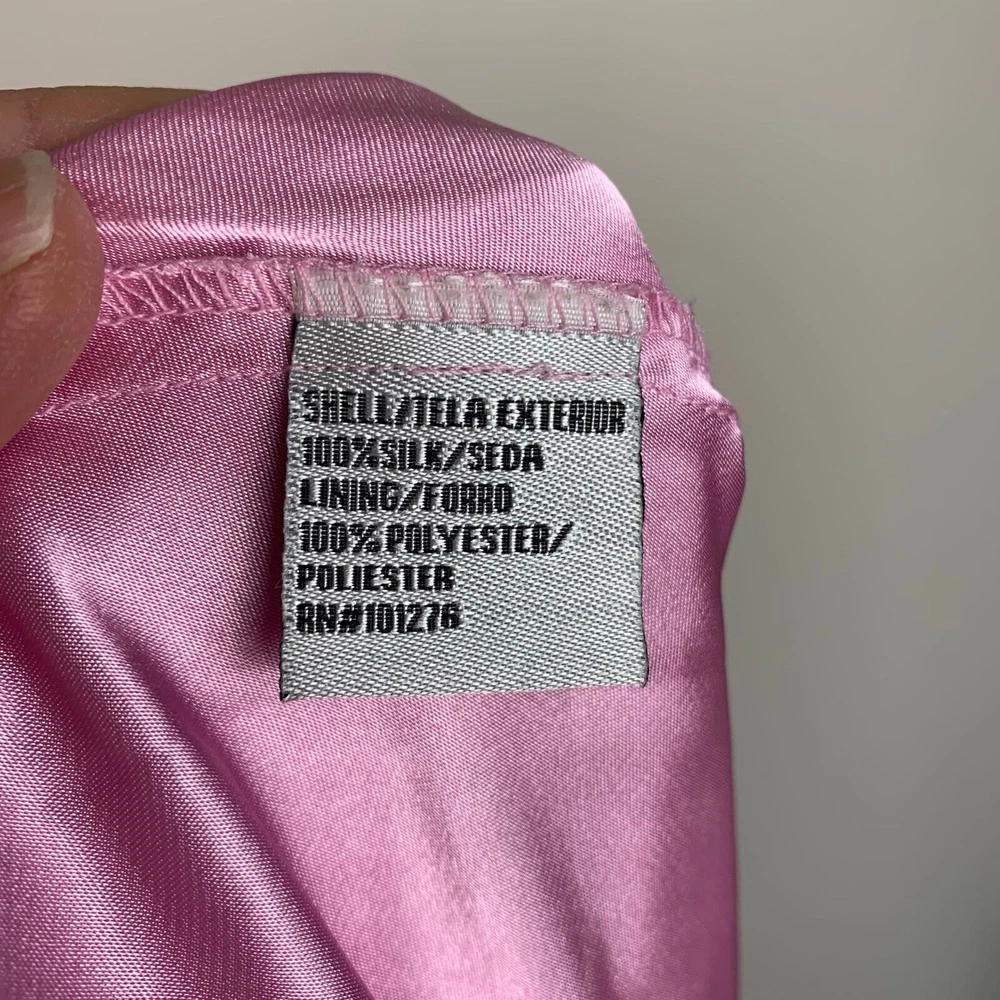 SHELL/TELA EXTERIOR
100%SILK/SEDA
LINING/FORRO
100%POLYESTER/
POLIESTER
RN#101276